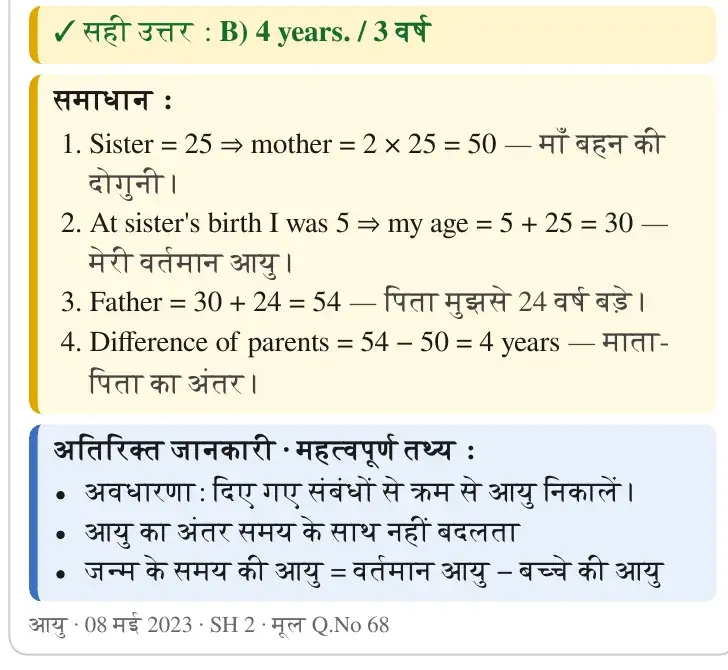 ✓ सही उत्तर : B) 4 years. / 3 वर्ष
समाधान :
1. Sister = 25 ⇒ mother = 2 × 25 = 50 — माँ बहन की
दोगुनी।
2. At sister's birth I was 5 ⇒ my age = 5 + 25 = 30 —
मेरी वर्तमान आयु।
3. Father = 30 + 24 = 54 — पिता मुझसे 24 वर्ष बड़े।
4. Difference of parents = 54 − 50 = 4 years — माता-
पिता का अंतर।
अतिरिक्त जानकारी · महत्वपूर्ण तथ्य :
• अवधारणा : दिए गए संबंधों से क्रम से आयु निकालें।
• आयु का अंतर समय के साथ नहीं बदलता
• जन्म के समय की आयु = वर्तमान आयु − बच्चे की आयु
आयु · 08 मई 2023 · SH 2 · मूल Q.No 68